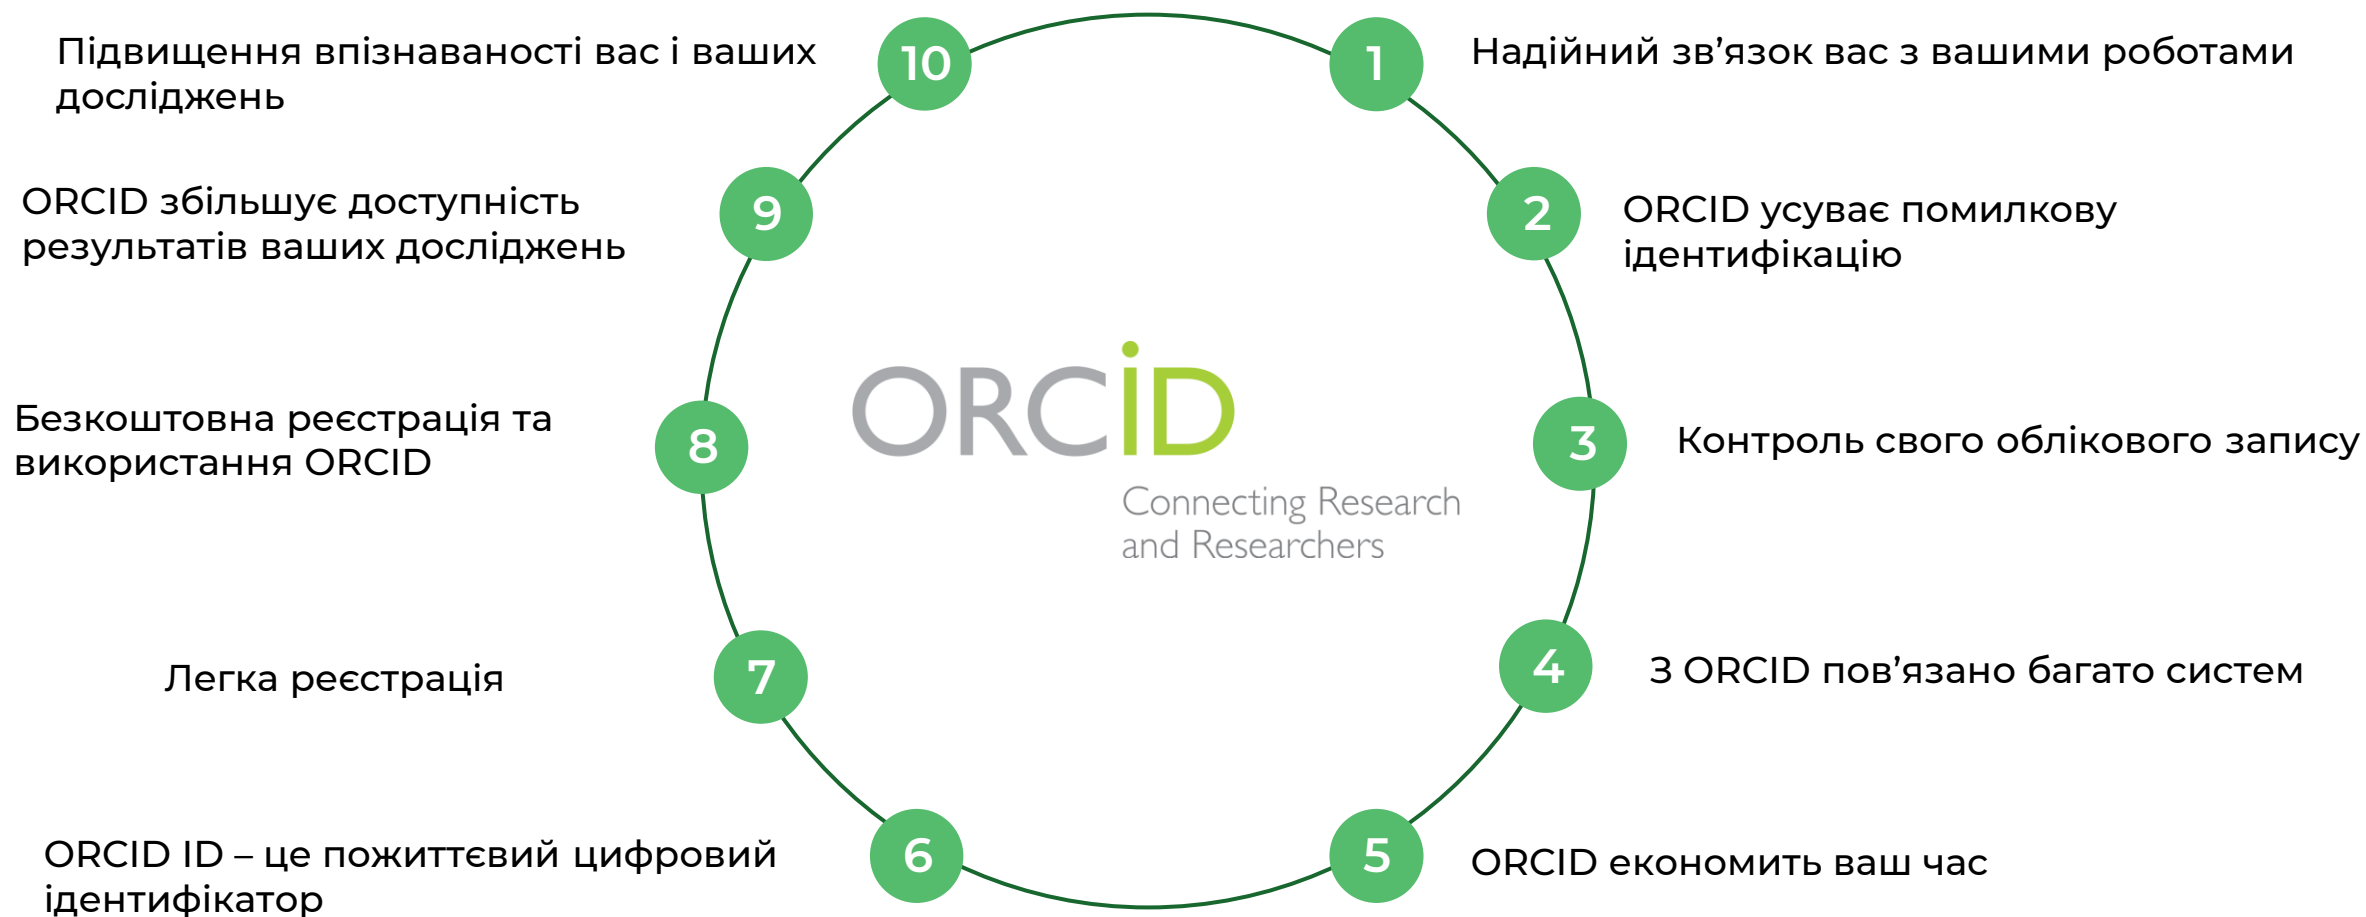 1
Надійний зв’язок вас з вашими роботами
2
ORCID усуває помилкову
ідентифікацію
3
Контроль свого облікового запису
4
З ORCID пов’язано багато систем
5
ORCID економить ваш час
6
ORCID ID – це пожиттєвий цифровий
ідентифікатор
7
Легка реєстрація
8
Безкоштовна реєстрація та
використання ORCID
9
ORCID збільшує доступність
результатів ваших досліджень
10
Підвищення впізнаваності вас і ваших
досліджень
ORCiD
Connecting Research
and Researchers